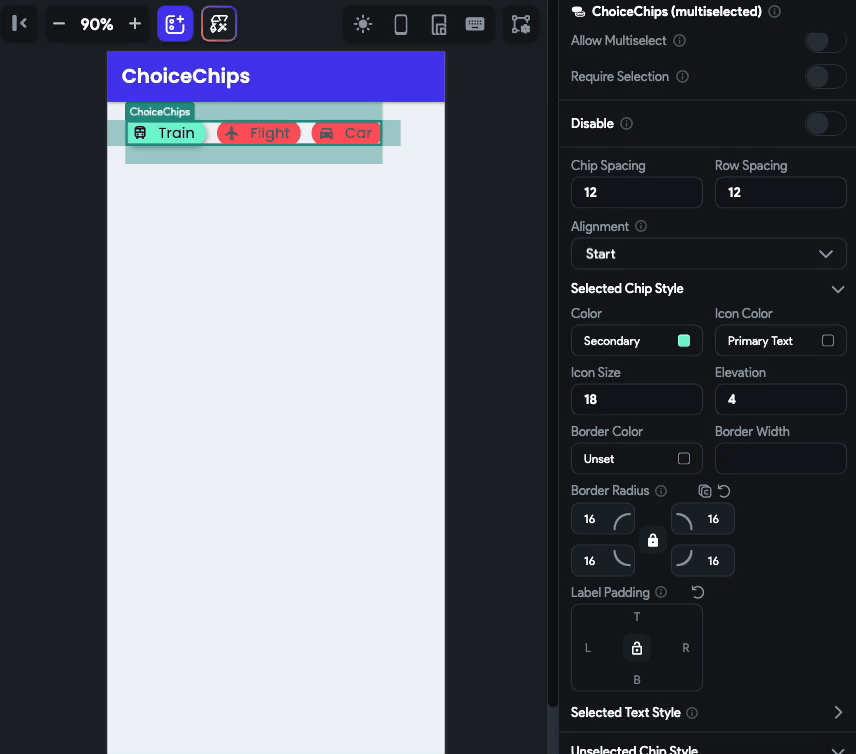 90%
ChoiceChips
ChoiceChips
Train Flight Car
ChoiceChips (multiselected)
Allow Multiselect
Require Selection
Disable
Chip Spacing Row Spacing
12 12
Alignment
Start
Selected Chip Style
Color Icon Color
Secondary Primary Text
Icon Size Elevation
18 4
Border Color Border Width
Unset
Border Radius
16 16
16 16
Label Padding
T
L R
B
Selected Text Style
Unselected Chip Style